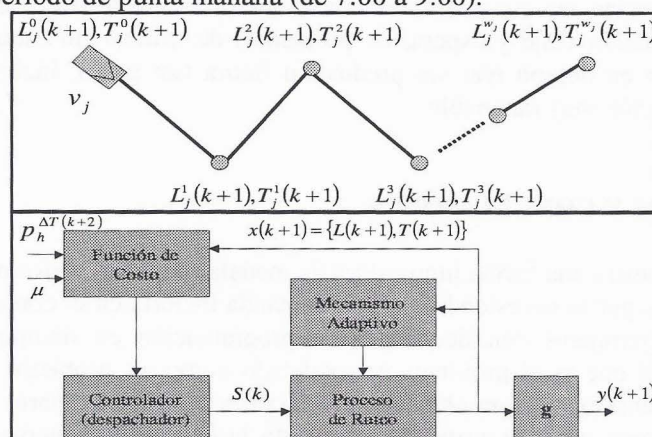 eríodo de punta mañana (de 7:00 a 9:00).
L_j^0(k+1),T_j^0(k+1) L_j^2(k+1),T_j^2(k+1) L_j^{w_j}(k+1),T_j^{w_j}(k+1)
v_j
L_j^1(k+1),T_j^1(k+1) L_j^3(k+1),T_j^3(k+1)
p_h^{ΔT(k+2)}
μ
Función de
Costo
x(k+1)={L(k+1),T(k+1)}
Mecanismo
Adaptivo
Controlador
(despachador)
S(k)
Proceso
de Ruteo
g
y(k+1)